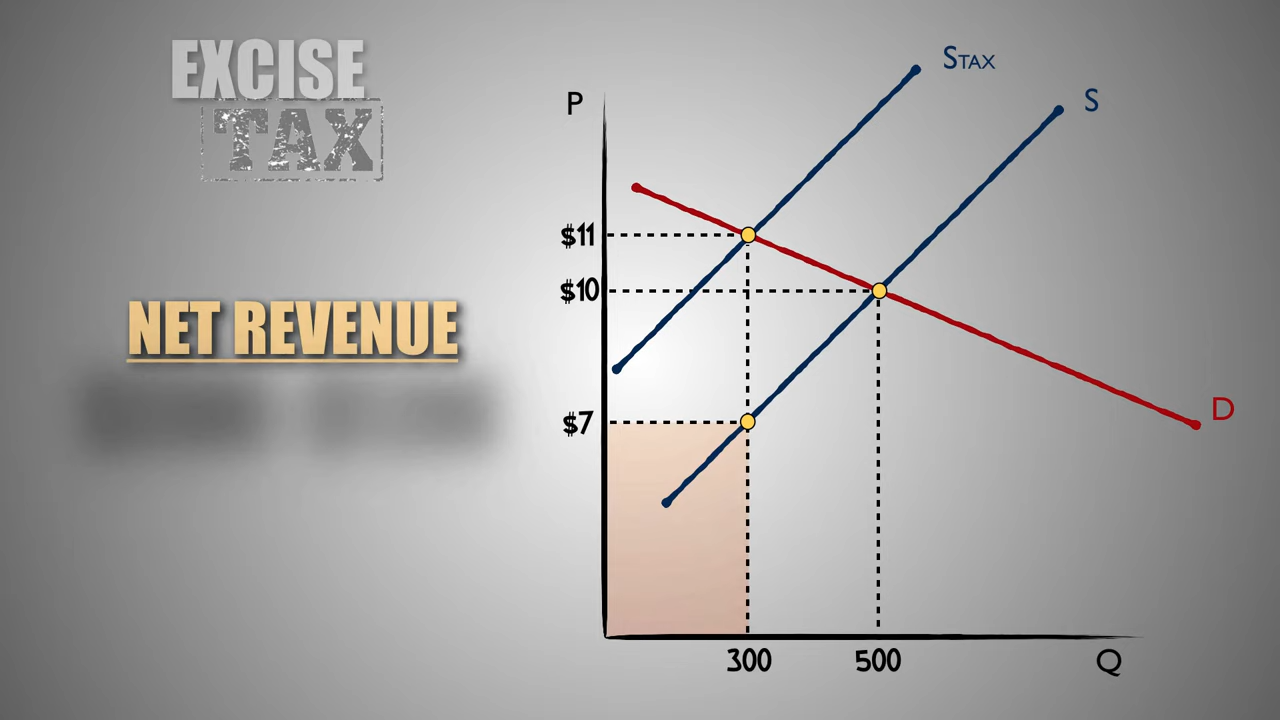 EXCISE
TAX
NET REVENUE
P
STAX
S
$11
$10
$7
D
300
500
Q